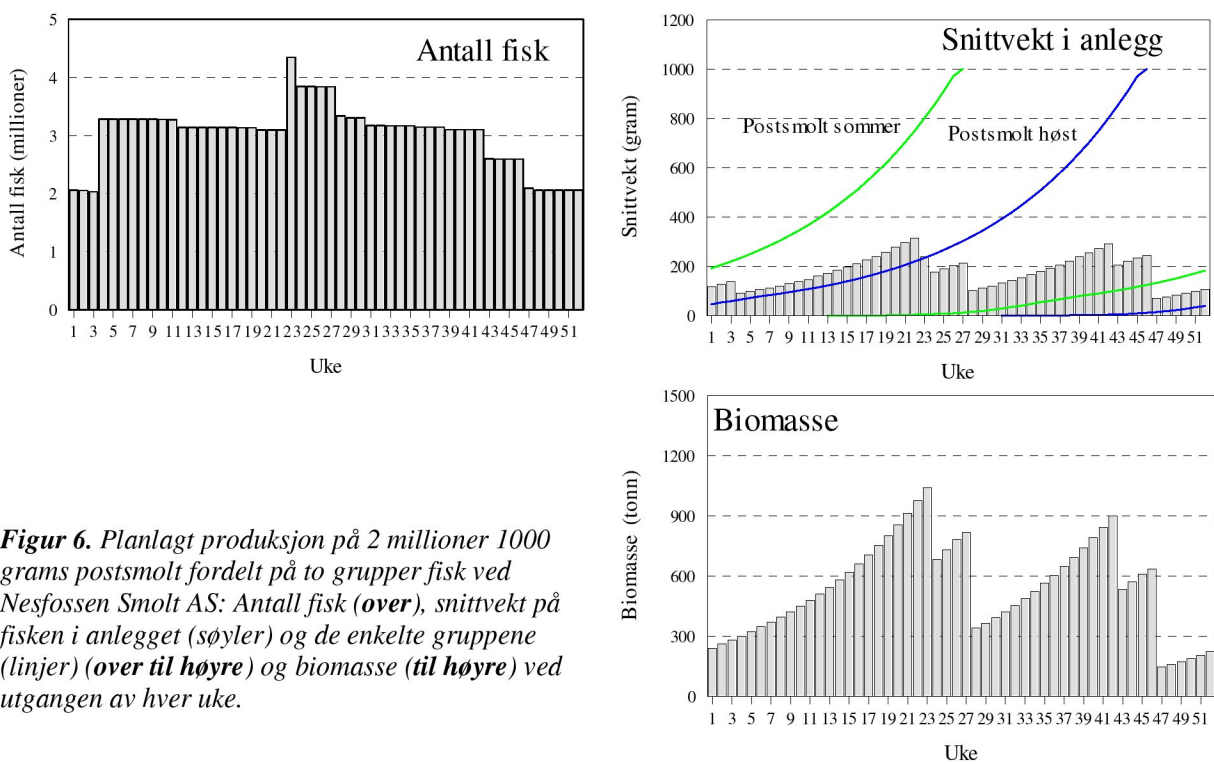 Antall fisk
Antall fisk (millioner)
5
4
3
2
1
0
1 3 5 7 9 11 13 15 17 19 21 23 25 27 29 31 33 35 37 39 41 43 45 47 49 51
Uke
Snittvekt i anlegg
Snittvekt (gram)
1200
1000
800
600
400
200
0
Postsmolt sommer
Postsmolt høst
1 3 5 7 9 11 13 15 17 19 21 23 25 27 29 31 33 35 37 39 41 43 45 47 49 51
Uke
Biomasse
Biomasse (tonn)
1500
1200
900
600
300
0
1 3 5 7 9 11 13 15 17 19 21 23 25 27 29 31 33 35 37 39 41 43 45 47 49 51
Uke
Figur 6. Planlagt produksjon på 2 millioner 1000
grams postsmolt fordelt på to grupper fisk ved
Nesfossen Smolt AS: Antall fisk (over), snittvekt på
fisken i anlegget (søyler) og de enkelte gruppene
(linjer) (over til høyre) og biomasse (til høyre) ved
utgangen av hver uke.